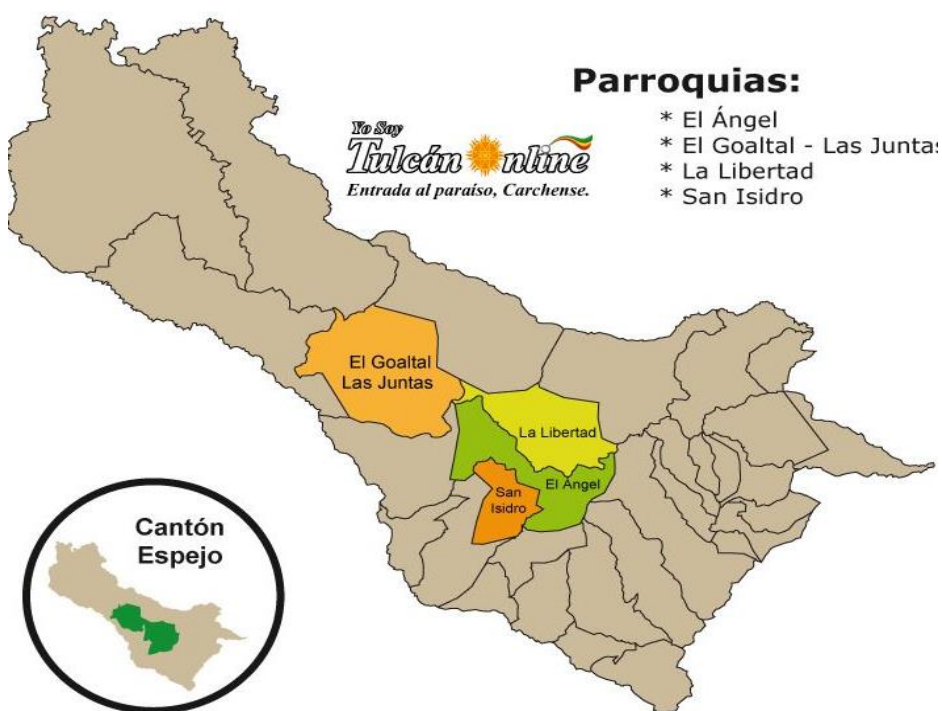 Parroquias:
* El Ángel
* El Goaltal - Las Juntas
* La Libertad
* San Isidro
Yo Soy
Tulcán Online
Entrada al paraíso, Carchense.
El Goaltal
Las Juntas
La Libertad
El Ángel
San
Isidro
Cantón
Espejo